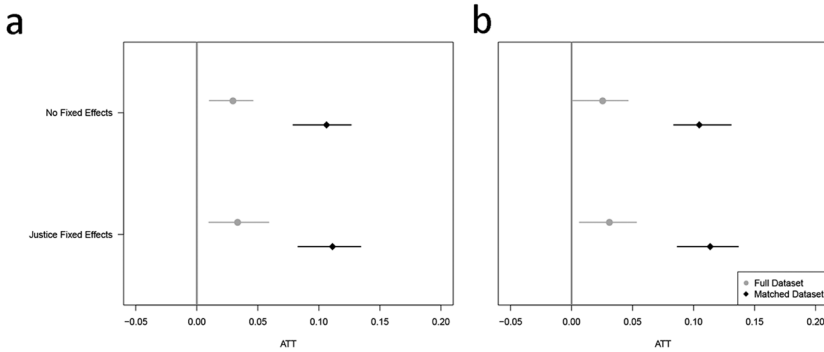 a
b
No Fixed Effects
Justice Fixed Effects
Full Dataset
Matched Dataset
−0.05 0.00 0.05 0.10 0.15 0.20
−0.05 0.00 0.05 0.10 0.15 0.20
ATT
ATT